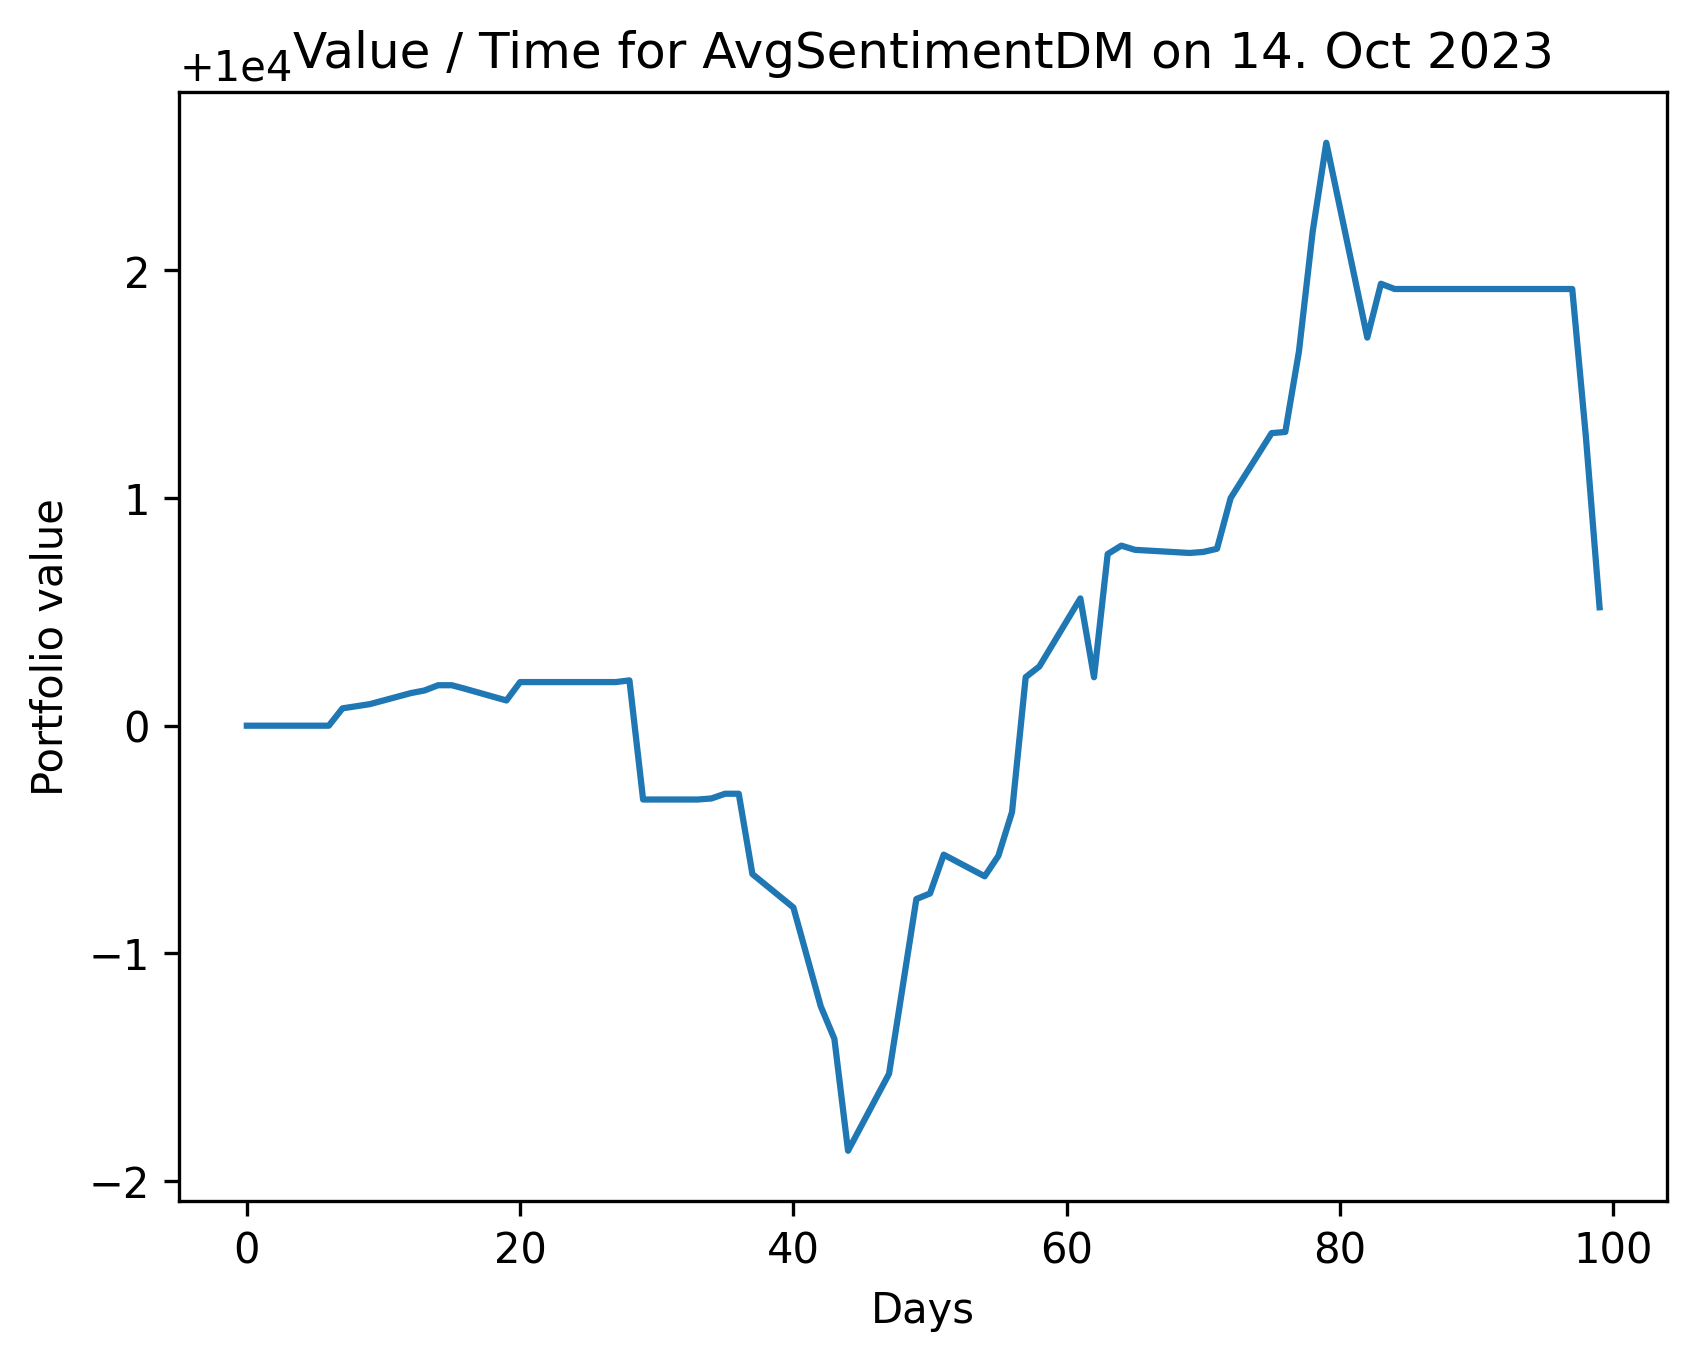 Value / Time for AvgSentimentDM on 14. Oct 2023
+1e4
2
1
0
−1
−2
Portfolio value
0 20 40 60 80 100
Days